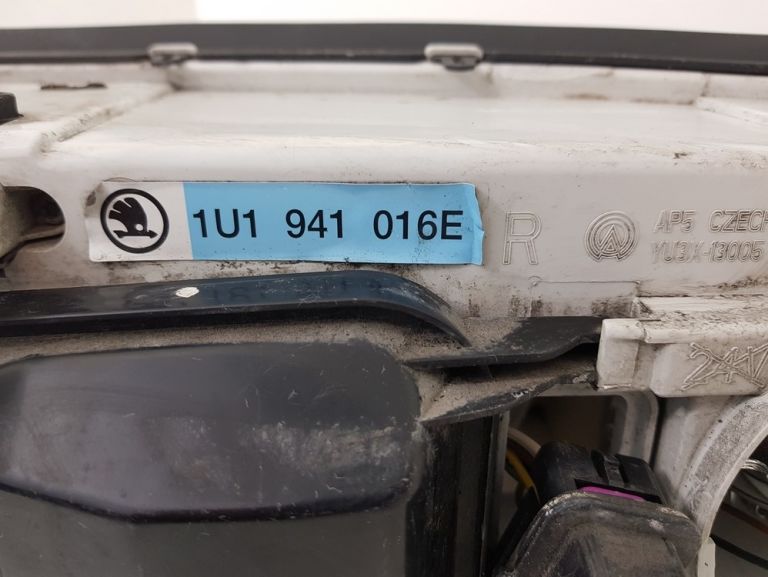 1U1 941 016E
R
AP5 CZECH
YU3X-13005